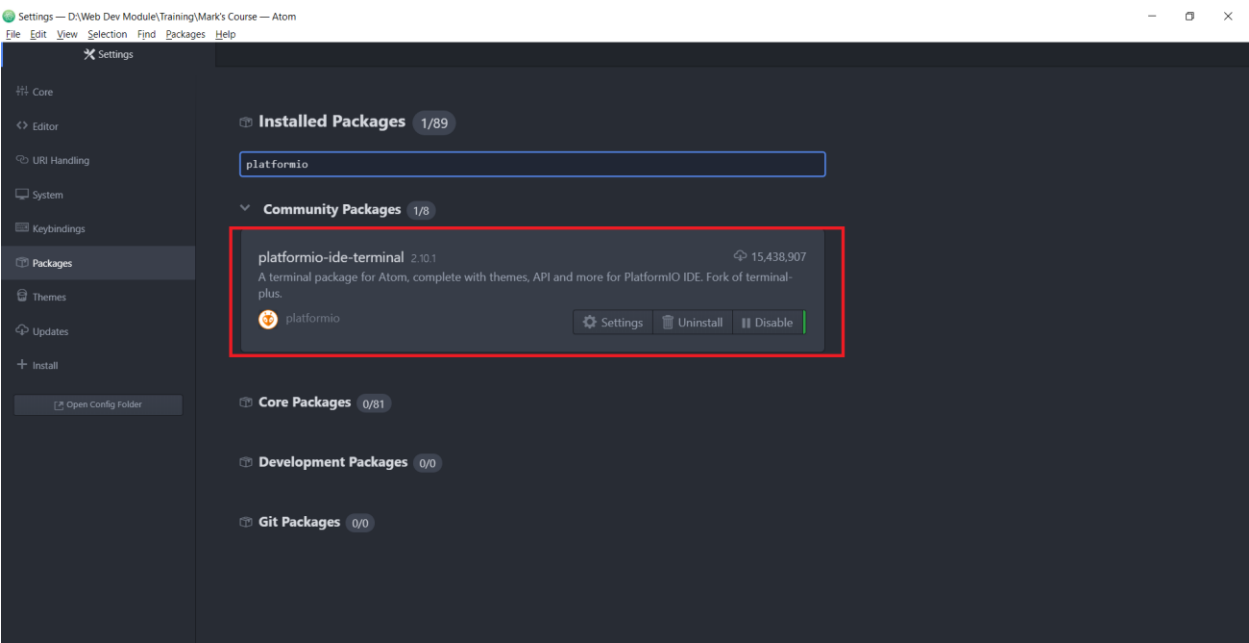 Settings — D:\Web Dev Module\Training\Mark's Course — Atom
File Edit View Selection Find Packages Help
Settings
Core
Editor
URI Handling
System
Keybindings
Packages
Themes
Updates
Install
Open Config Folder
Installed Packages 1/89
platformio
Community Packages 1/8
platformio-ide-terminal 2.10.1 15,438,907
A terminal package for Atom, complete with themes, API and more for PlatformIO IDE. Fork of terminal-
plus.
platformio Settings Uninstall Disable
Core Packages 0/81
Development Packages 0/0
Git Packages 0/0